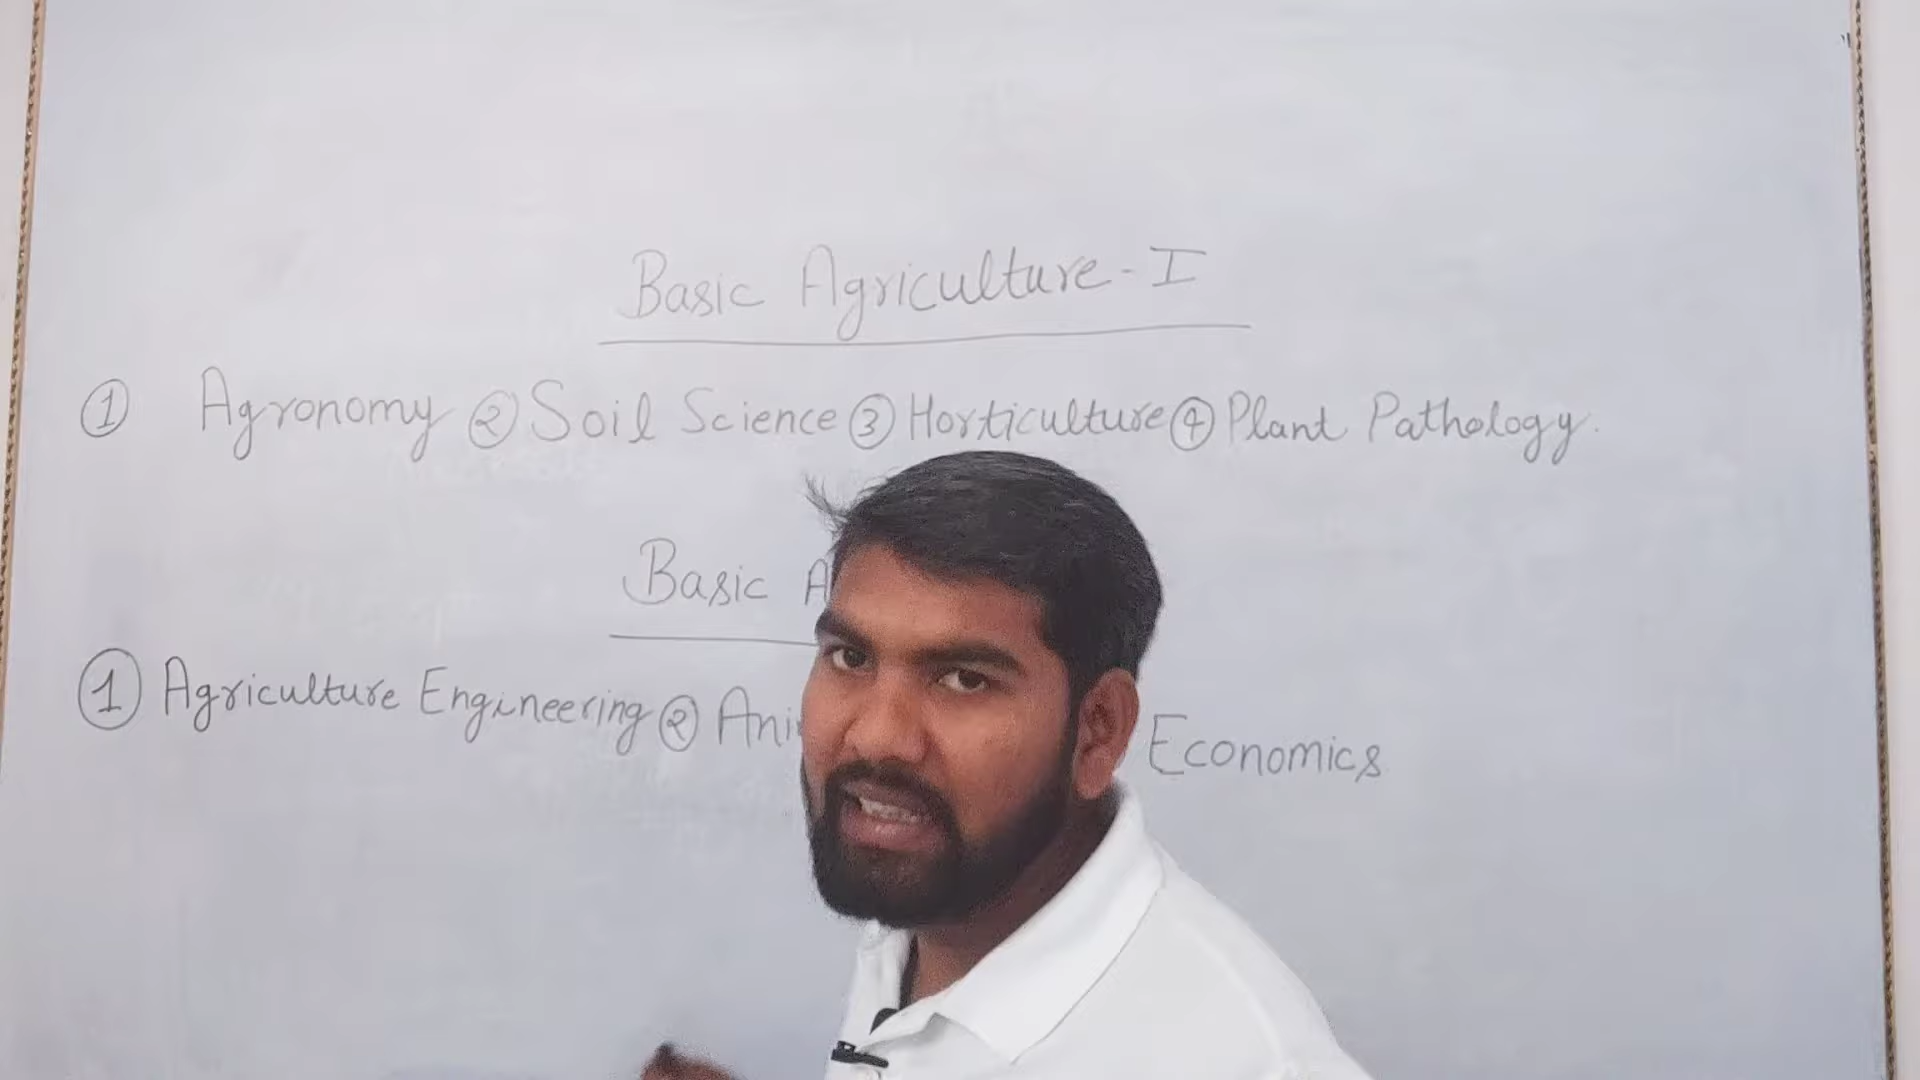 Basic Agriculture-I
① Agronomy ② Soil Science ③ Horticulture ④ Plant Pathology.
Basic A
① Agriculture Engineering ② Ani Economics